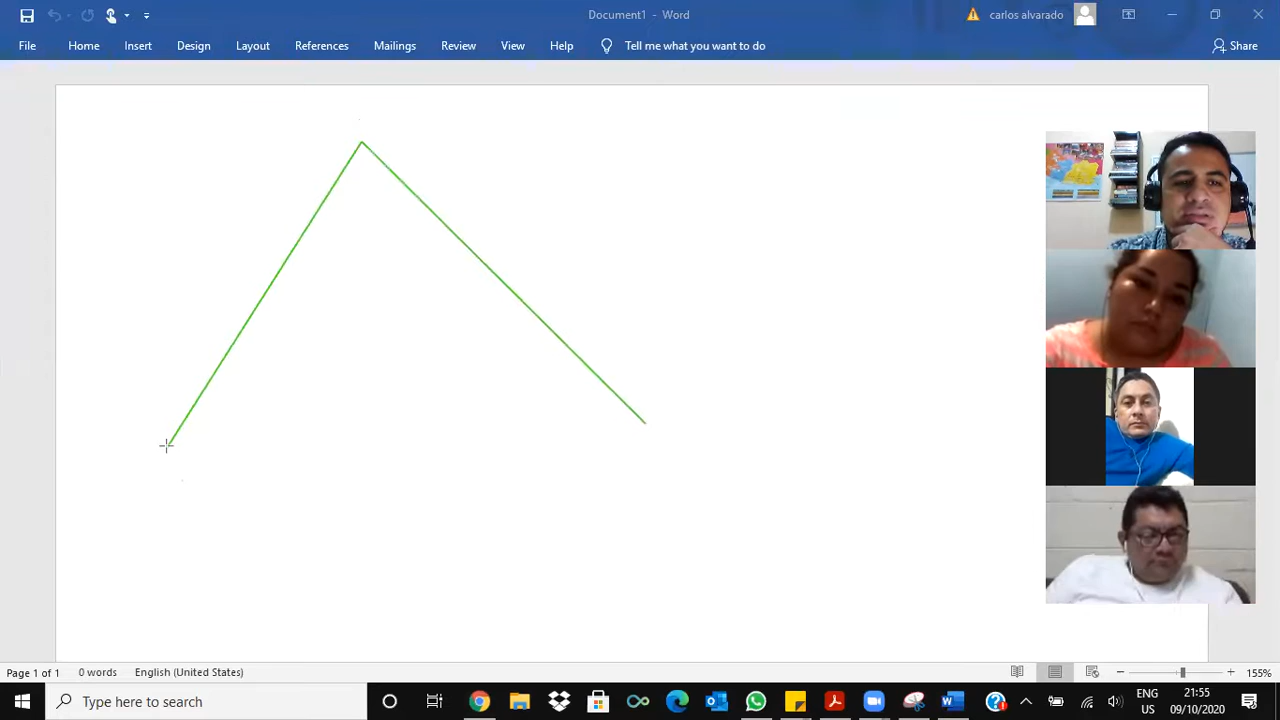 Document1 - Word
carlos alvarado
File Home Insert Design Layout References Mailings Review View Help Tell me what you want to do Share
Page 1 of 1 0 words English (United States) 155%
Type here to search
ENG
US
21:55
09/10/2020